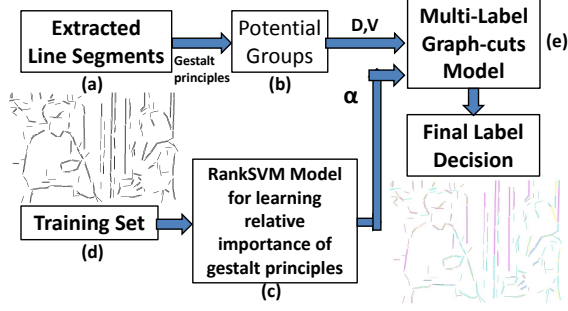 Extracted
Line Segments
(a)
Gestalt
principles
Potential
Groups
(b)
D,V
Multi-Label
Graph-cuts
Model
(e)
α
Final Label
Decision
Training Set
(d)
RankSVM Model
for learning
relative
importance of
gestalt principles
(c)